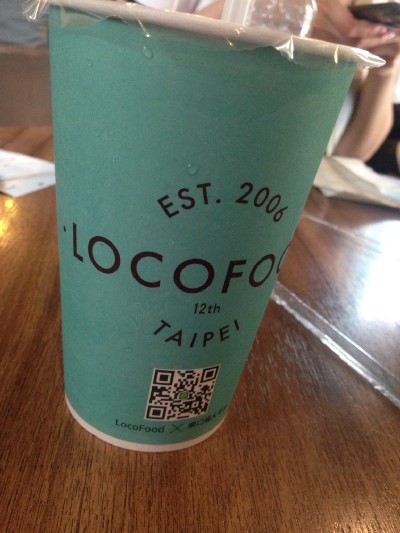 EST. 2006
·LOCOFOO
12th
TAIPEI
LocoFood ×